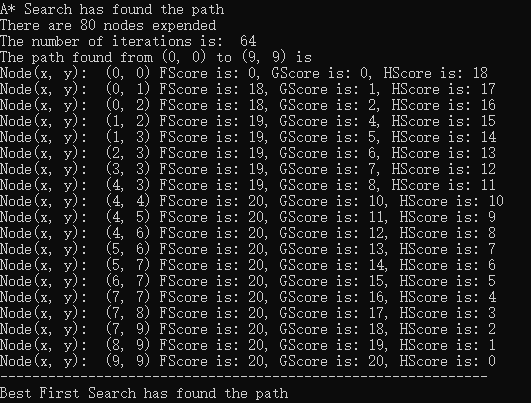 A* Search has found the path
There are 80 nodes expended
The number of iterations is:  64
The path found from (0, 0) to (9, 9) is
Node(x, y):  (0, 0) FScore is: 0, GScore is: 0, HScore is: 18
Node(x, y):  (0, 1) FScore is: 18, GScore is: 1, HScore is: 17
Node(x, y):  (0, 2) FScore is: 18, GScore is: 2, HScore is: 16
Node(x, y):  (1, 2) FScore is: 19, GScore is: 4, HScore is: 15
Node(x, y):  (1, 3) FScore is: 19, GScore is: 5, HScore is: 14
Node(x, y):  (2, 3) FScore is: 19, GScore is: 6, HScore is: 13
Node(x, y):  (3, 3) FScore is: 19, GScore is: 7, HScore is: 12
Node(x, y):  (4, 3) FScore is: 19, GScore is: 8, HScore is: 11
Node(x, y):  (4, 4) FScore is: 20, GScore is: 10, HScore is: 10
Node(x, y):  (4, 5) FScore is: 20, GScore is: 11, HScore is: 9
Node(x, y):  (4, 6) FScore is: 20, GScore is: 12, HScore is: 8
Node(x, y):  (5, 6) FScore is: 20, GScore is: 13, HScore is: 7
Node(x, y):  (5, 7) FScore is: 20, GScore is: 14, HScore is: 6
Node(x, y):  (6, 7) FScore is: 20, GScore is: 15, HScore is: 5
Node(x, y):  (7, 7) FScore is: 20, GScore is: 16, HScore is: 4
Node(x, y):  (7, 8) FScore is: 20, GScore is: 17, HScore is: 3
Node(x, y):  (7, 9) FScore is: 20, GScore is: 18, HScore is: 2
Node(x, y):  (8, 9) FScore is: 20, GScore is: 19, HScore is: 1
Node(x, y):  (9, 9) FScore is: 20, GScore is: 20, HScore is: 0
-------------------------------------------------------------
Best First Search has found the path